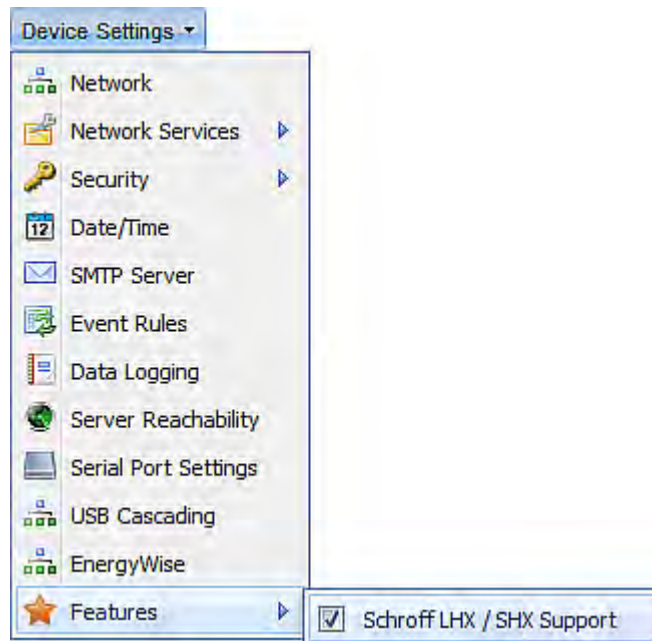 Device Settings
Network
Network Services
Security
12
Date/Time
SMTP Server
Event Rules
Data Logging
Server Reachability
Serial Port Settings
USB Cascading
EnergyWise
Features
Schroff LHX / SHX Support